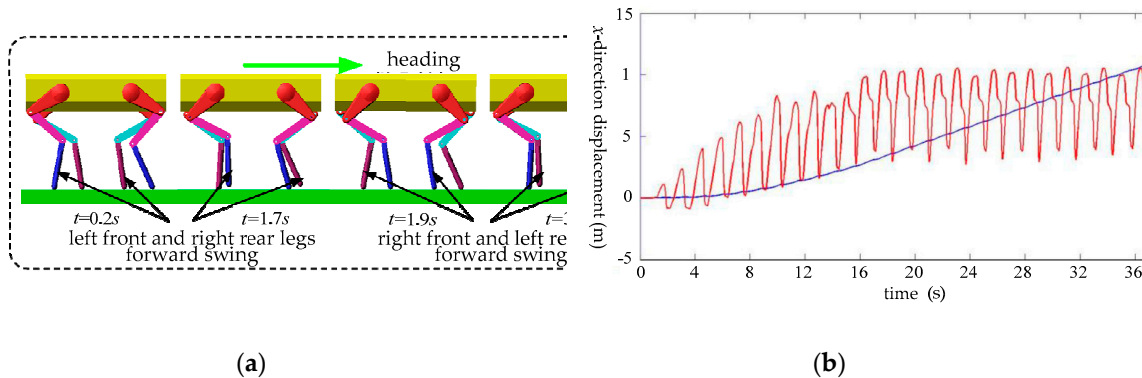 heading
t=0.2s
t=1.7s
t=1.9s
left front and right rear legs
forward swing
right front and left re
forward swing
(a)
x-direction displacement (m)
15
10
5
0
-5
0 4 8 12 16 20 24 28 32 36
time (s)
(b)